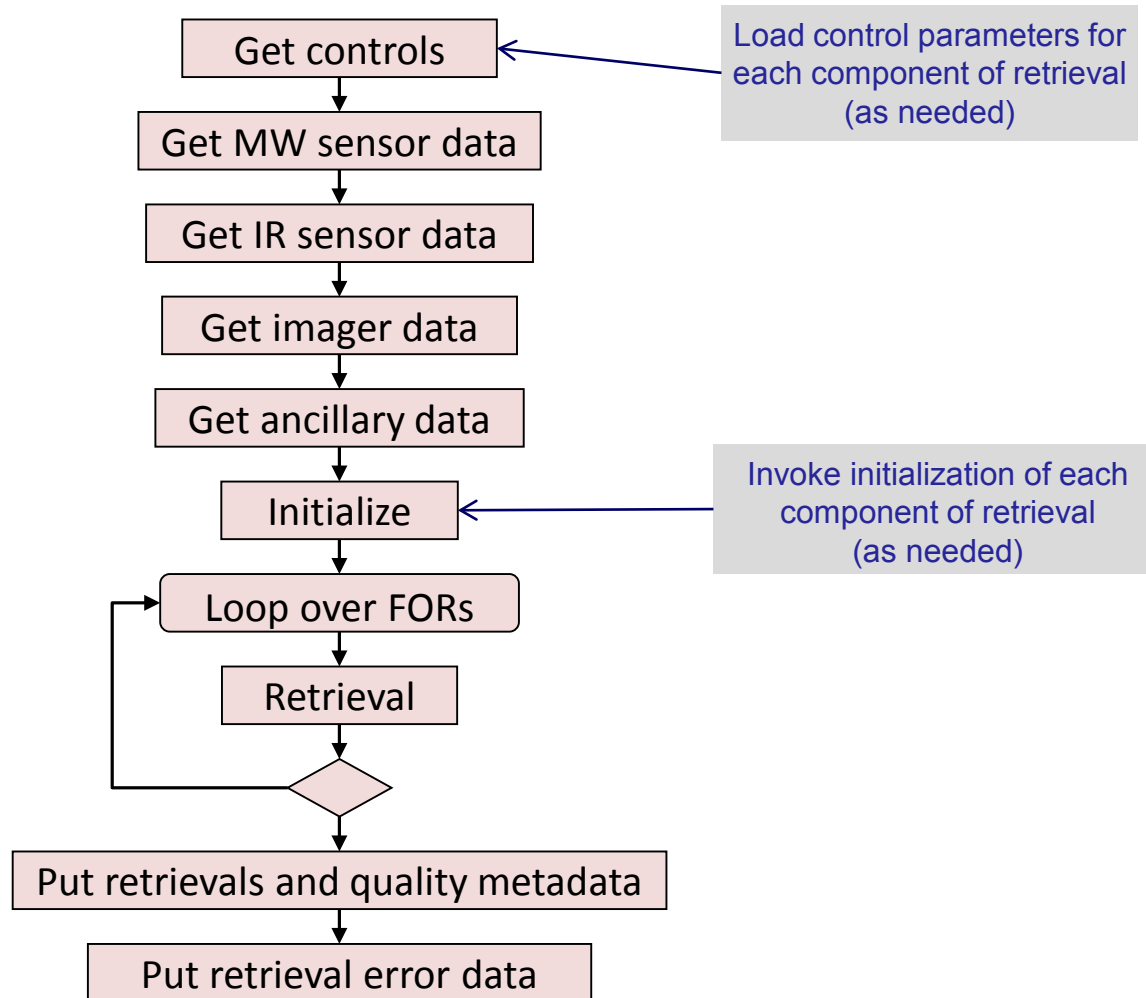 Get controls
Load control parameters for
each component of retrieval
(as needed)
Get MW sensor data
Get IR sensor data
Get imager data
Get ancillary data
Initialize
Invoke initialization of each
component of retrieval
(as needed)
Loop over FORs
Retrieval
Put retrievals and quality metadata
Put retrieval error data